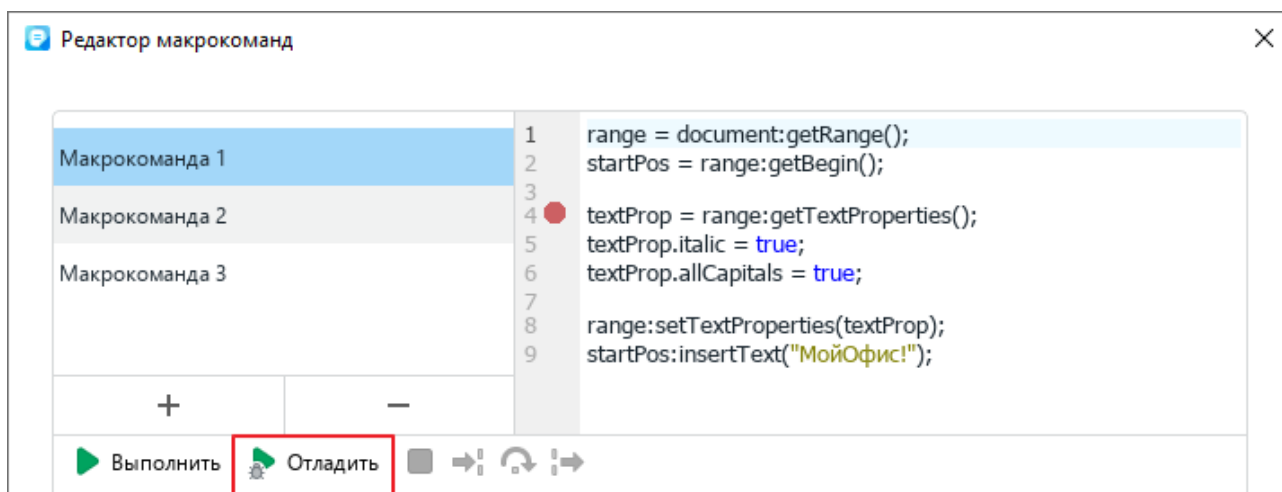 Редактор макрокоманд
Макрокоманда 1
Макрокоманда 2
Макрокоманда 3
1 range = document:getRange();
2 startPos = range:getBegin();
3
4 textProp = range:getTextProperties();
5 textProp.italic = true;
6 textProp.allCapitals = true;
7
8 range:setTextProperties(textProp);
9 startPos:insertText("МойОфис!");
+ −
Выполнить Отладить